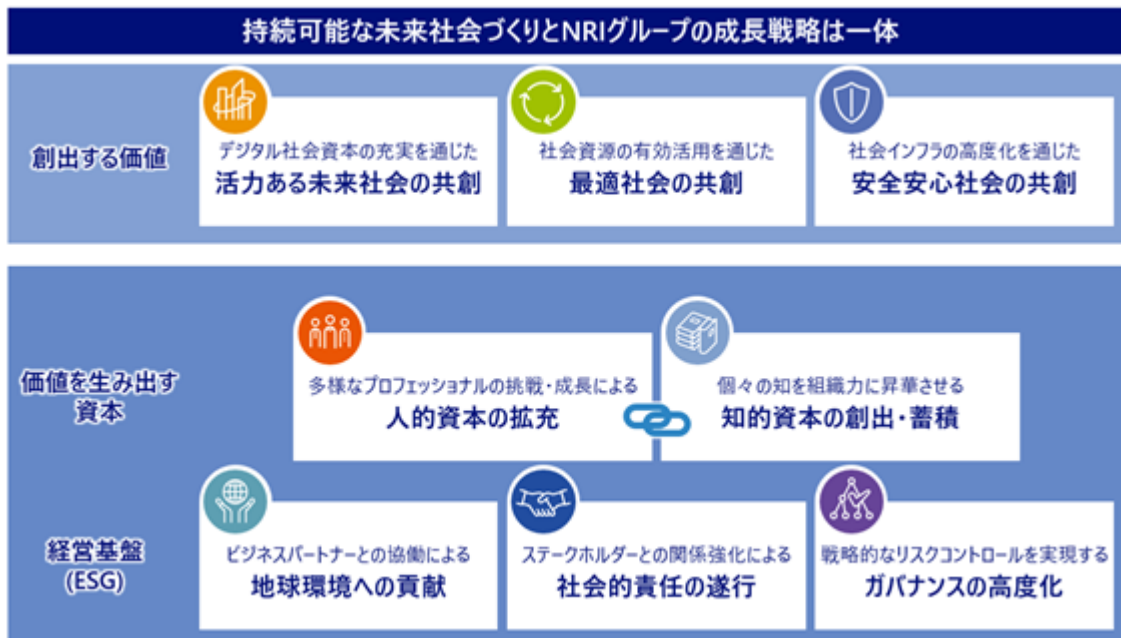 持続可能な未来社会づくりとNRIグループの成長戦略は一体
創出する価値
デジタル社会資本の充実を通じた
活力ある未来社会の共創
社会資源の有効活用を通じた
最適社会の共創
社会インフラの高度化を通じた
安全安心社会の共創
価値を生み出す
資本
多様なプロフェッショナルの挑戦・成長による
人的資本の拡充
個々の知を組織力に昇華させる
知的資本の創出・蓄積
経営基盤
(ESG)
ビジネスパートナーとの協働による
地球環境への貢献
ステークホルダーとの関係強化による
社会的責任の遂行
戦略的なリスクコントロールを実現する
ガバナンスの高度化